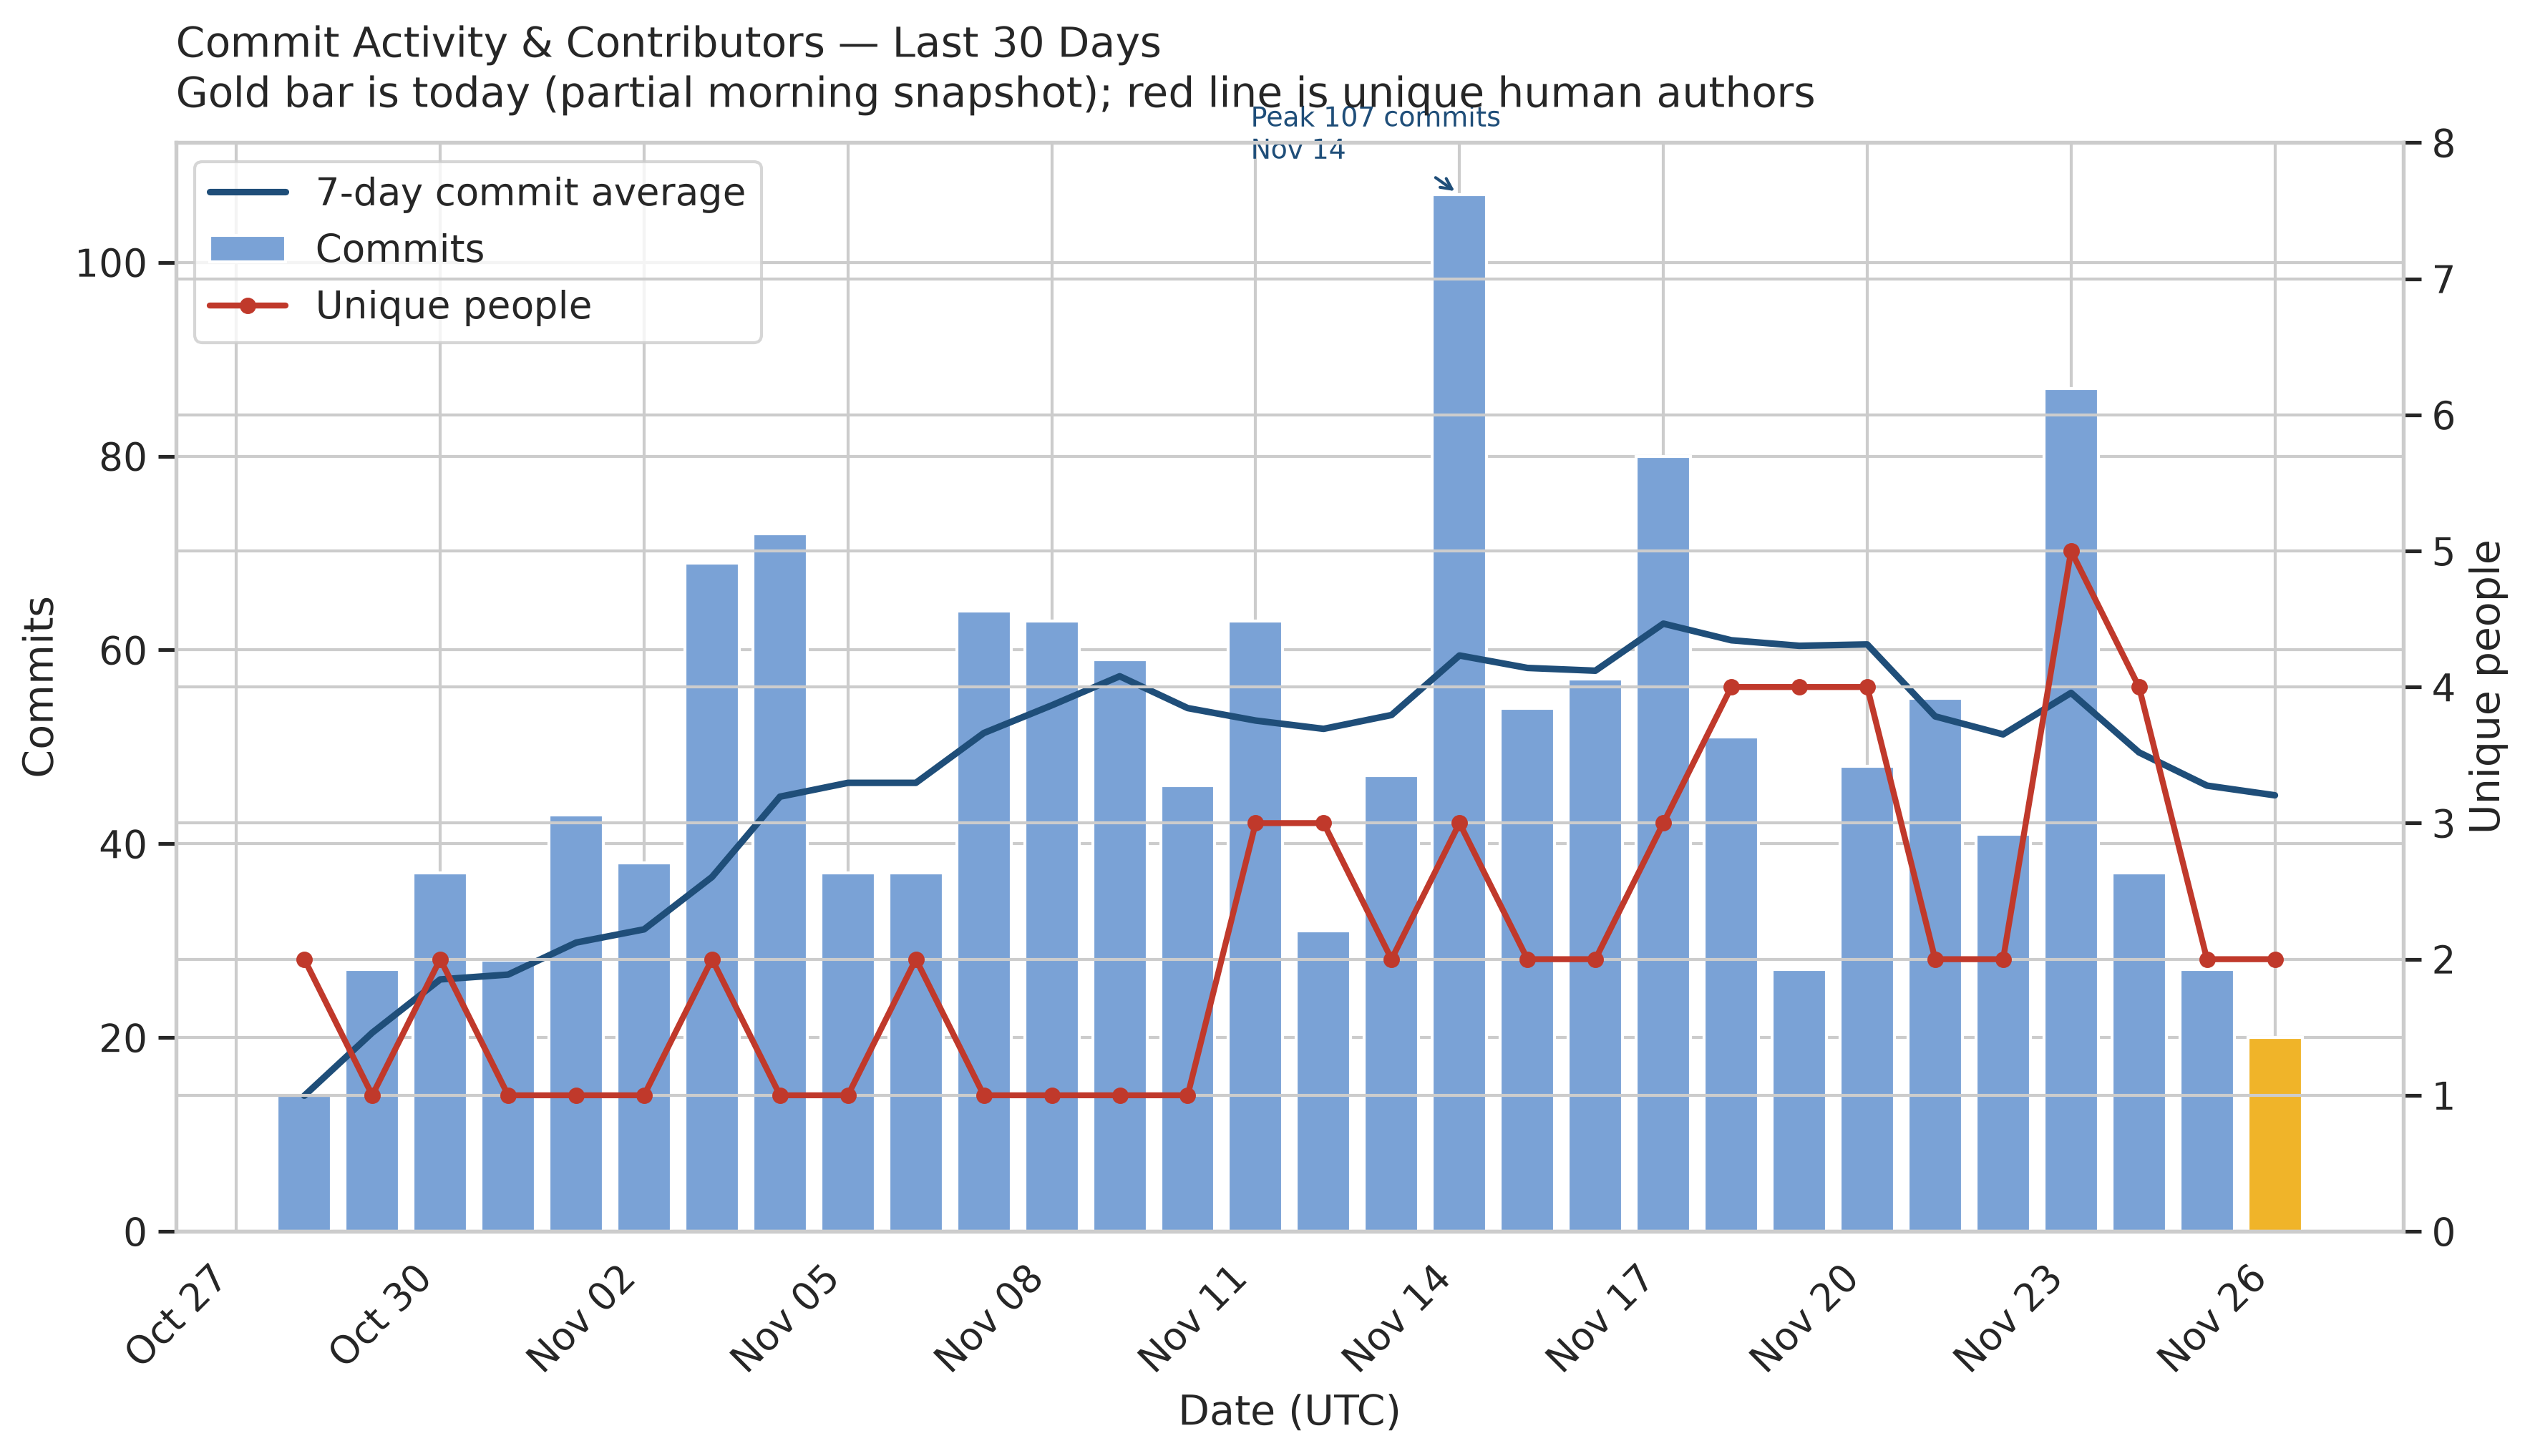 Commit Activity & Contributors — Last 30 Days
Gold bar is today (partial morning snapshot); red line is unique human authors
Peak 107 commits
Nov 14
7-day commit average
Commits
Unique people
100
80
60
40
20
0
Commits
8
7
6
5
4
3
2
1
0
Unique people
Oct 27
Oct 30
Nov 02
Nov 05
Nov 08
Nov 11
Nov 14
Nov 17
Nov 20
Nov 23
Nov 26
Date (UTC)